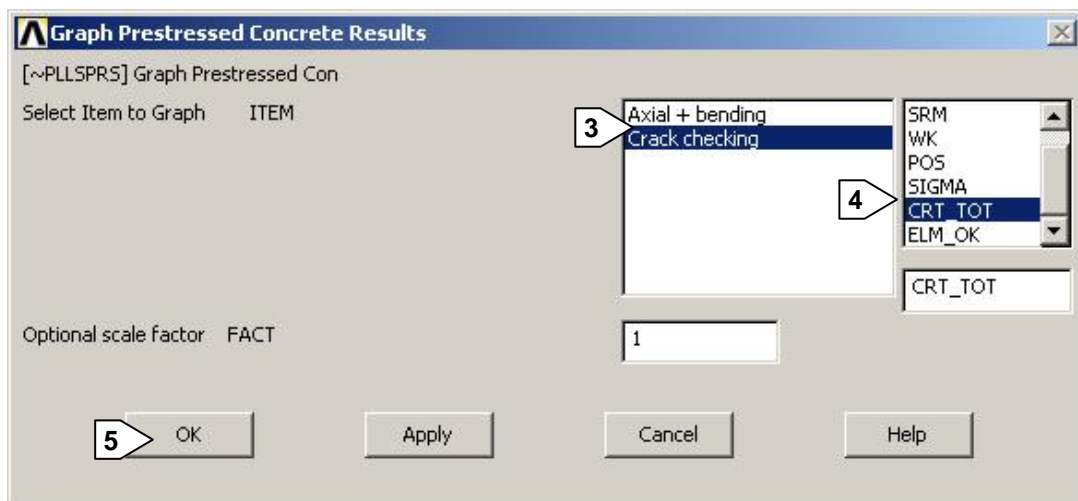 Graph Prestressed Concrete Results
[~PLLSPRS] Graph Prestressed Con
Select Item to Graph ITEM
3
Axial + bending
Crack checking
4
SRM
WK
POS
SIGMA
CRT_TOT
ELM_OK
CRT_TOT
Optional scale factor FACT
1
5
OK
Apply
Cancel
Help